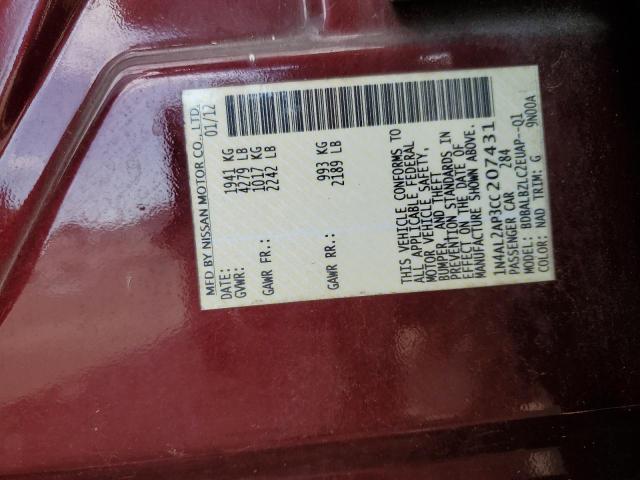 MFD BY NISSAN MOTOR CO., LTD.
DATE: 01/12
GVWR: 1941 KG
4279 LB
GAWR FR.: 1017 KG
2242 LB
GAWR RR.: 993 KG
2189 LB
THIS VEHICLE CONFORMS TO
ALL APPLICABLE FEDERAL
MOTOR VEHICLE SAFETY,
BUMPER, AND THEFT
PREVENTION STANDARDS IN
EFFECT ON THE DATE OF
MANUFACTURE SHOWN ABOVE.
1N4AL2AP3CC207431
PASSENGER CAR 284
MODEL: BDBALBZLCZEUAP--Q1
COLOR: NAD TRIM: G 9N00A